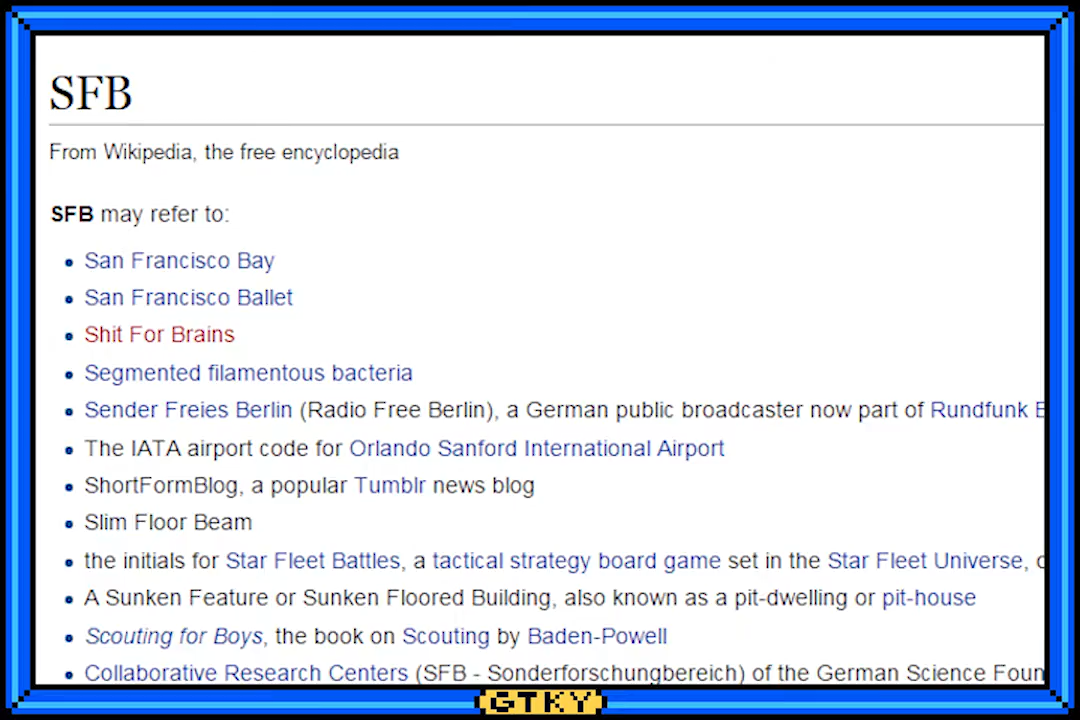 SFB
From Wikipedia, the free encyclopedia
SFB may refer to:
San Francisco Bay
San Francisco Ballet
Shit For Brains
Segmented filamentous bacteria
Sender Freies Berlin (Radio Free Berlin), a German public broadcaster now part of Rundfunk
The IATA airport code for Orlando Sanford International Airport
ShortFormBlog, a popular Tumblr news blog
Slim Floor Beam
the initials for Star Fleet Battles, a tactical strategy board game set in the Star Fleet Universe,
A Sunken Feature or Sunken Floored Building, also known as a pit-dwelling or pit-house
Scouting for Boys, the book on Scouting by Baden-Powell
Collaborative Research Centers (SFB - Sonderforschungbereich) of the German Science Foun
GTKY